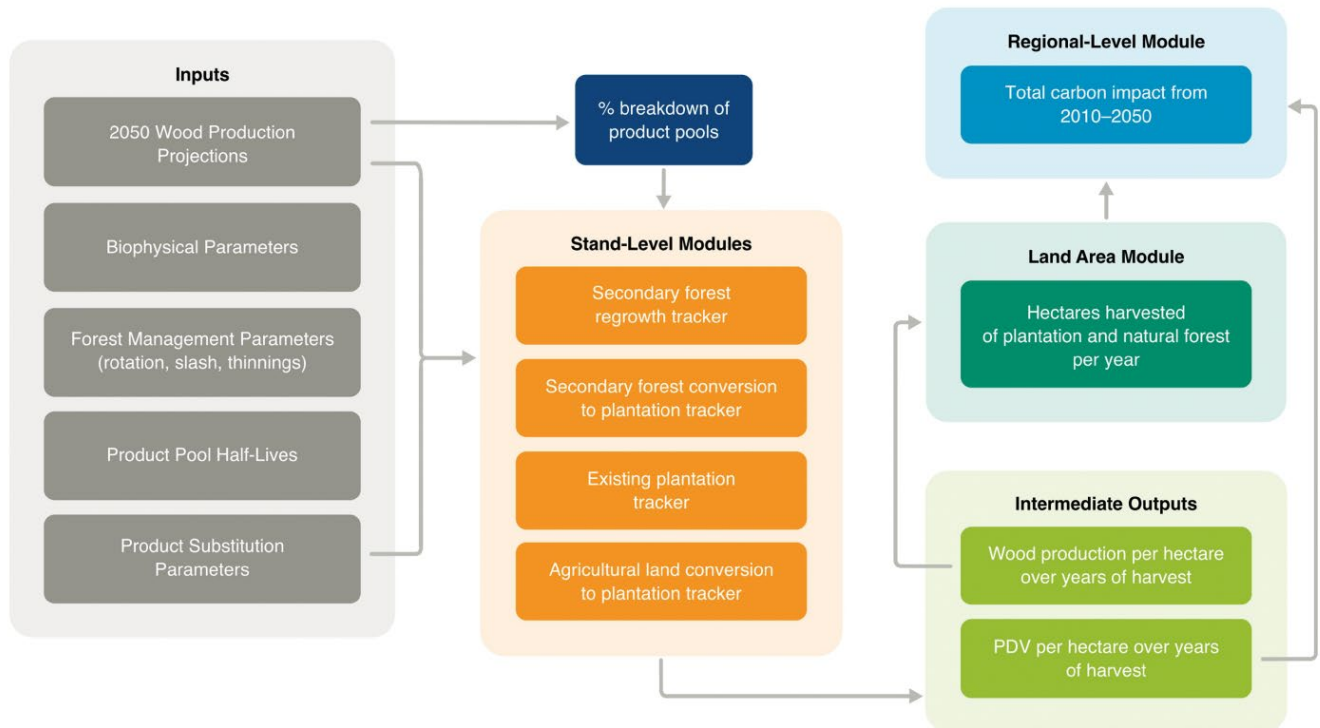 Inputs
2050 Wood Production
Projections
Biophysical Parameters
Forest Management Parameters
(rotation, slash, thinnings)
Product Pool Half-Lives
Product Substitution
Parameters
% breakdown of
product pools
Stand-Level Modules
Secondary forest
regrowth tracker
Secondary forest conversion
to plantation tracker
Existing plantation
tracker
Agricultural land conversion
to plantation tracker
Regional-Level Module
Total carbon impact from
2010–2050
Land Area Module
Hectares harvested
of plantation and natural forest
per year
Intermediate Outputs
Wood production per hectare
over years of harvest
PDV per hectare over years
of harvest